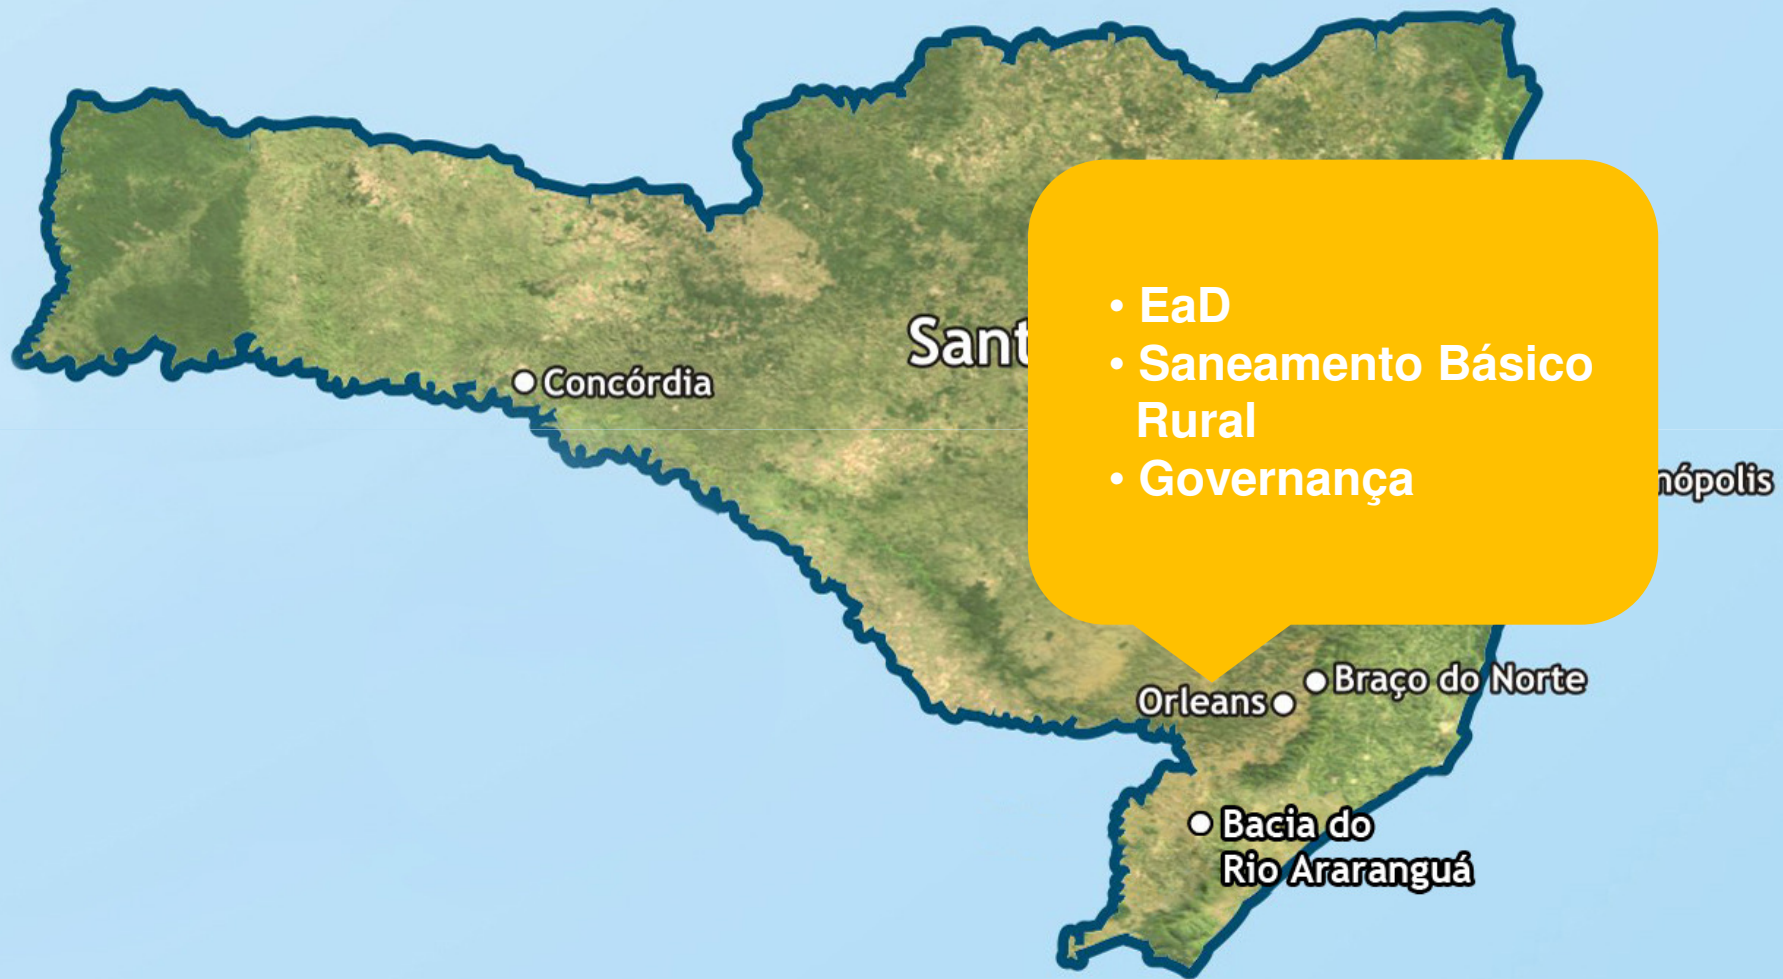 Sant
• EaD
• Saneamento Básico
Rural
• Governança
Concórdia
nópolis
Braço do Norte
Orleans
Bacia do
Rio Araranguá